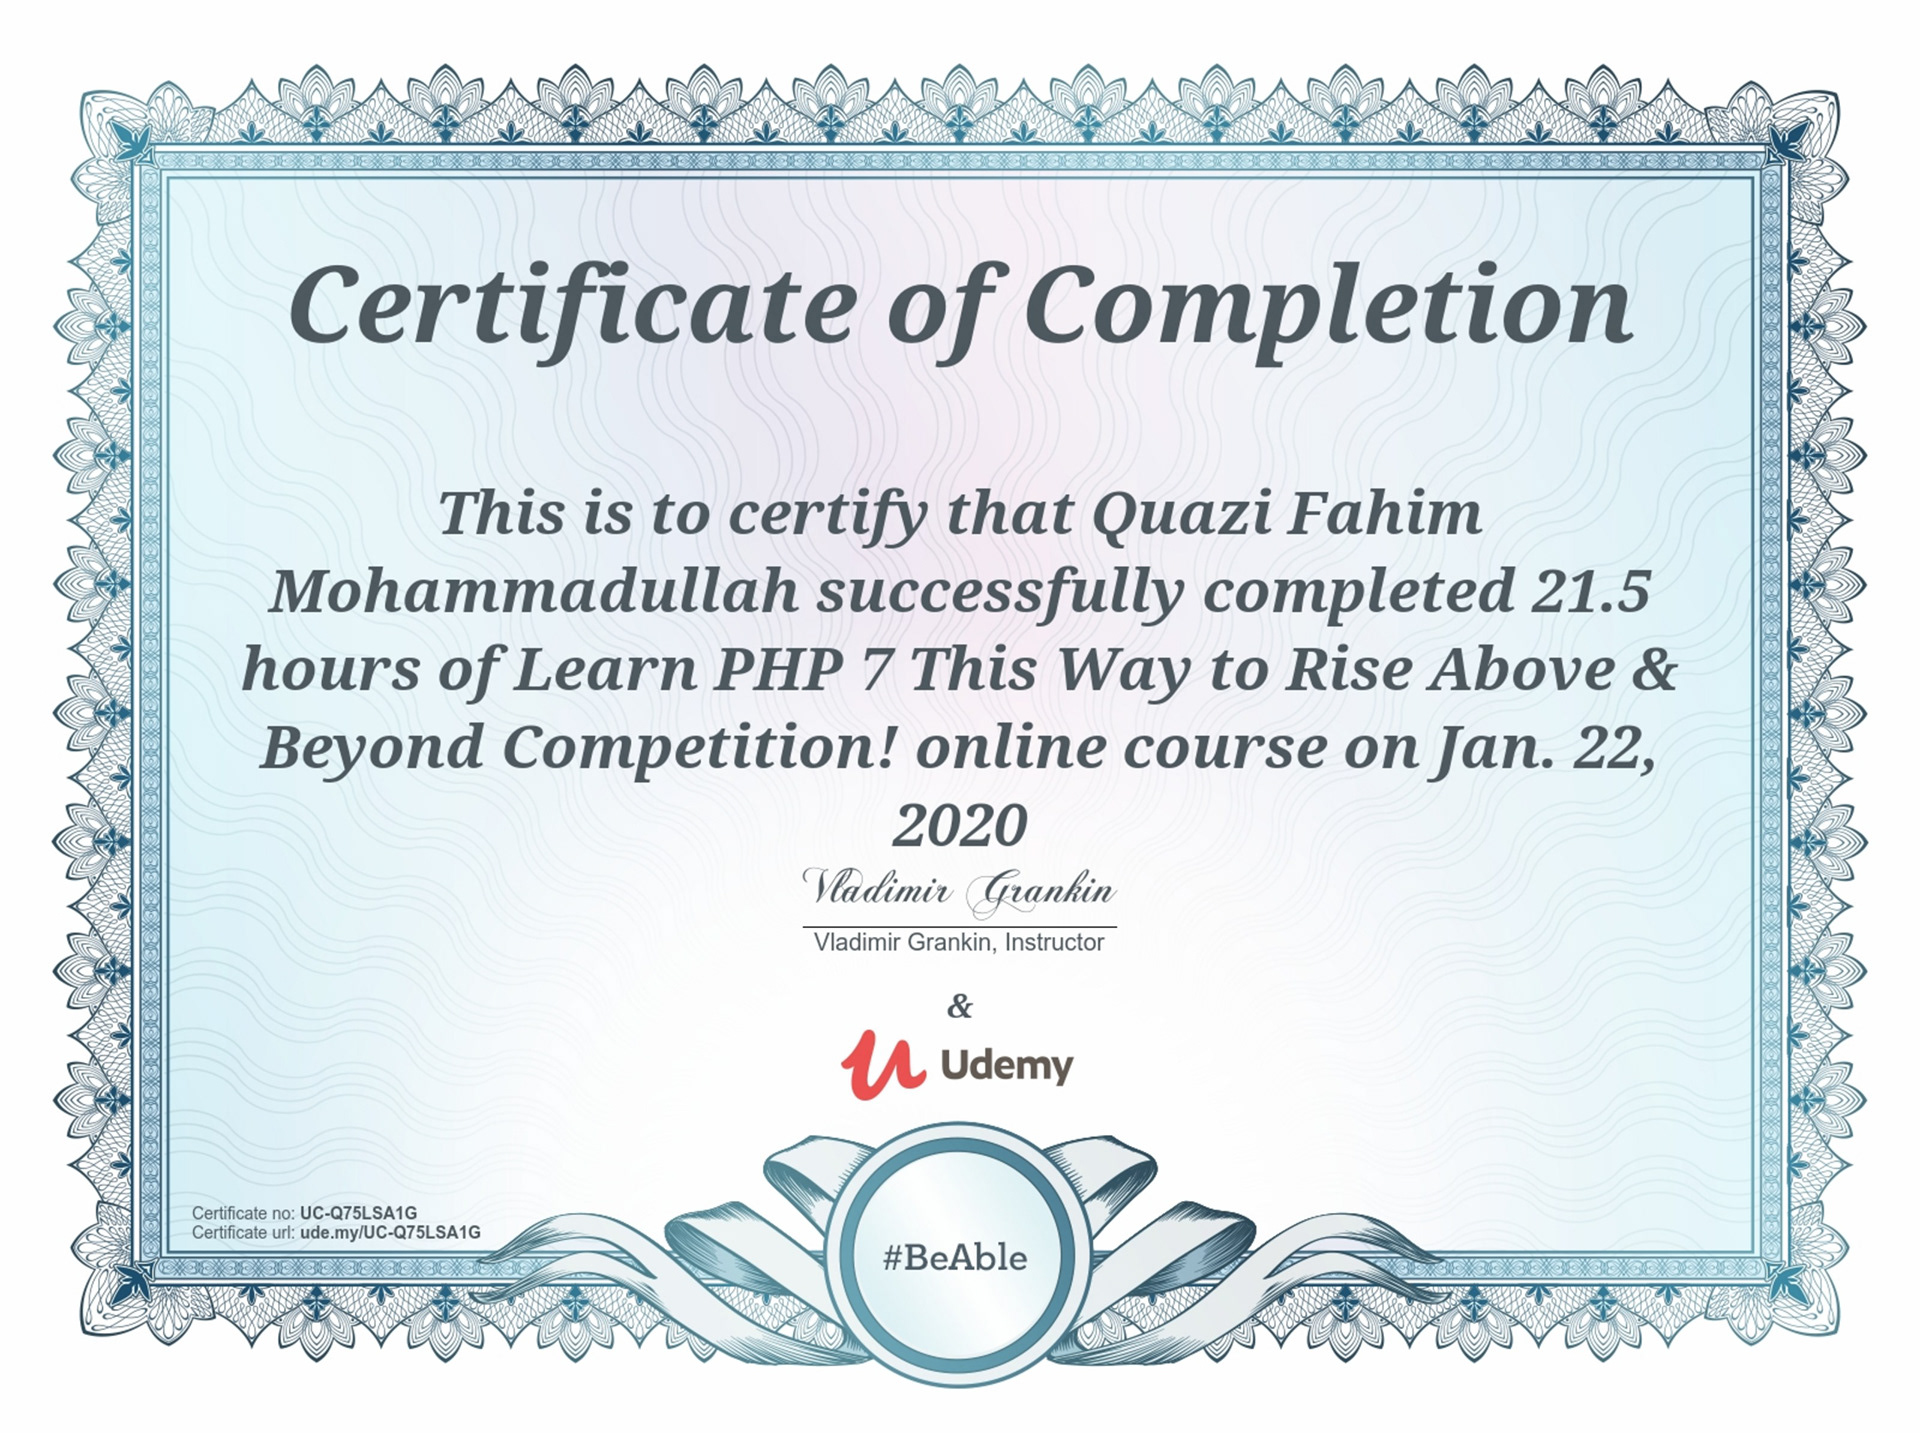 Certificate of Completion
This is to certify that Quazi Fahim
Mohammadullah successfully completed 21.5
hours of Learn PHP 7 This Way to Rise Above &
Beyond Competition! online course on Jan. 22,
2020
Vladimir Grankin
Vladimir Grankin, Instructor
&
Udemy
Certificate no: UC-Q75LSA1G
Certificate url: ude.my/UC-Q75LSA1G
#BeAble